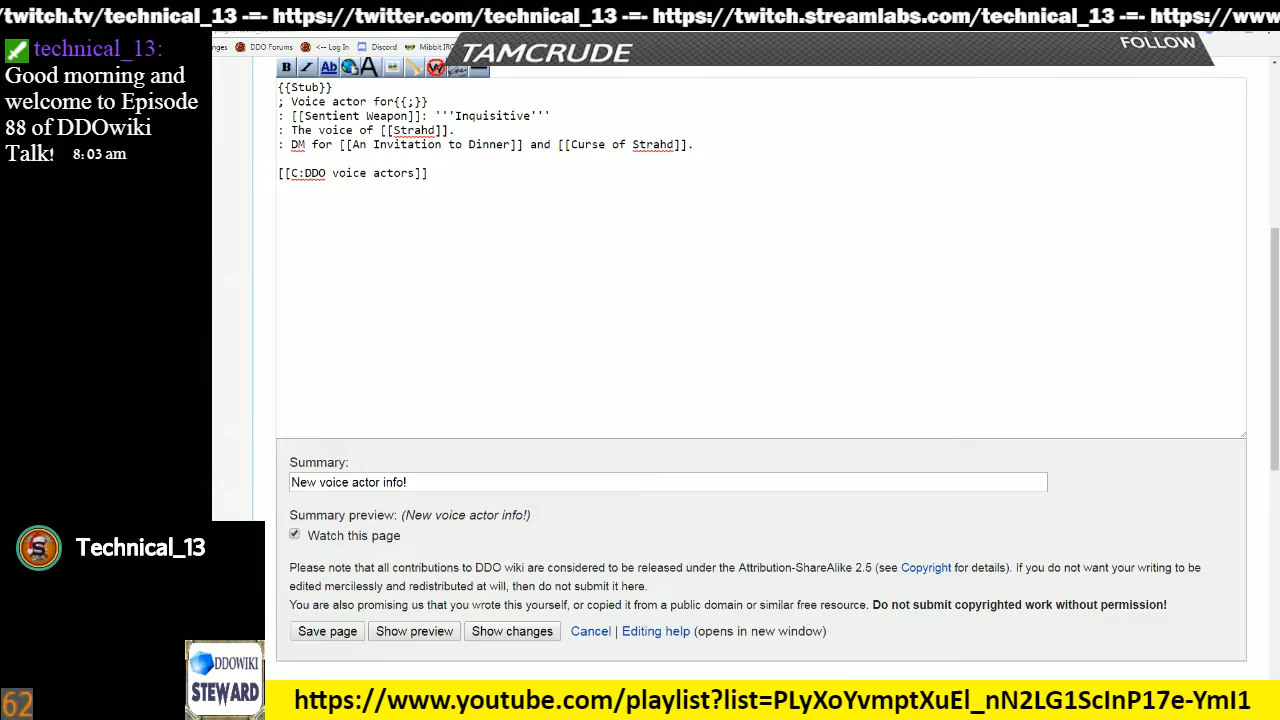 /twitch.tv/technical_13 -=- https://twitter.com/technical_13 -=- https://twitch.streamlabs.com/technical_13 -=- https://www
technical_13:
Good morning and
welcome to Episode
88 of DDOwiki
Talk! 8:03 am
nges DDO Forums <-- Log In Discord Mibbit IR
TAMCRUDE
FOLLOW
B I Ab A W
{{Stub}}
; Voice actor for{{;}}
: [[Sentient Weapon]]: '''Inquisitive'''
: The voice of [[Strahd]].
: DM for [[An Invitation to Dinner]] and [[Curse of Strahd]].
[[C:DDO voice actors]]
Summary:
New voice actor info!
Summary preview: (New voice actor info!)
Watch this page
Please note that all contributions to DDO wiki are considered to be released under the Attribution-ShareAlike 2.5 (see Copyright for details). If you do not want your writing to be
edited mercilessly and redistributed at will, then do not submit it here.
You are also promising us that you wrote this yourself, or copied it from a public domain or similar free resource. Do not submit copyrighted work without permission!
Save page Show preview Show changes Cancel | Editing help (opens in new window)
Technical_13
DDOWIKI
STEWARD
62
https://www.youtube.com/playlist?list=PLyXoYvmptXuEl_nN2LG1ScInP17e-YmI1